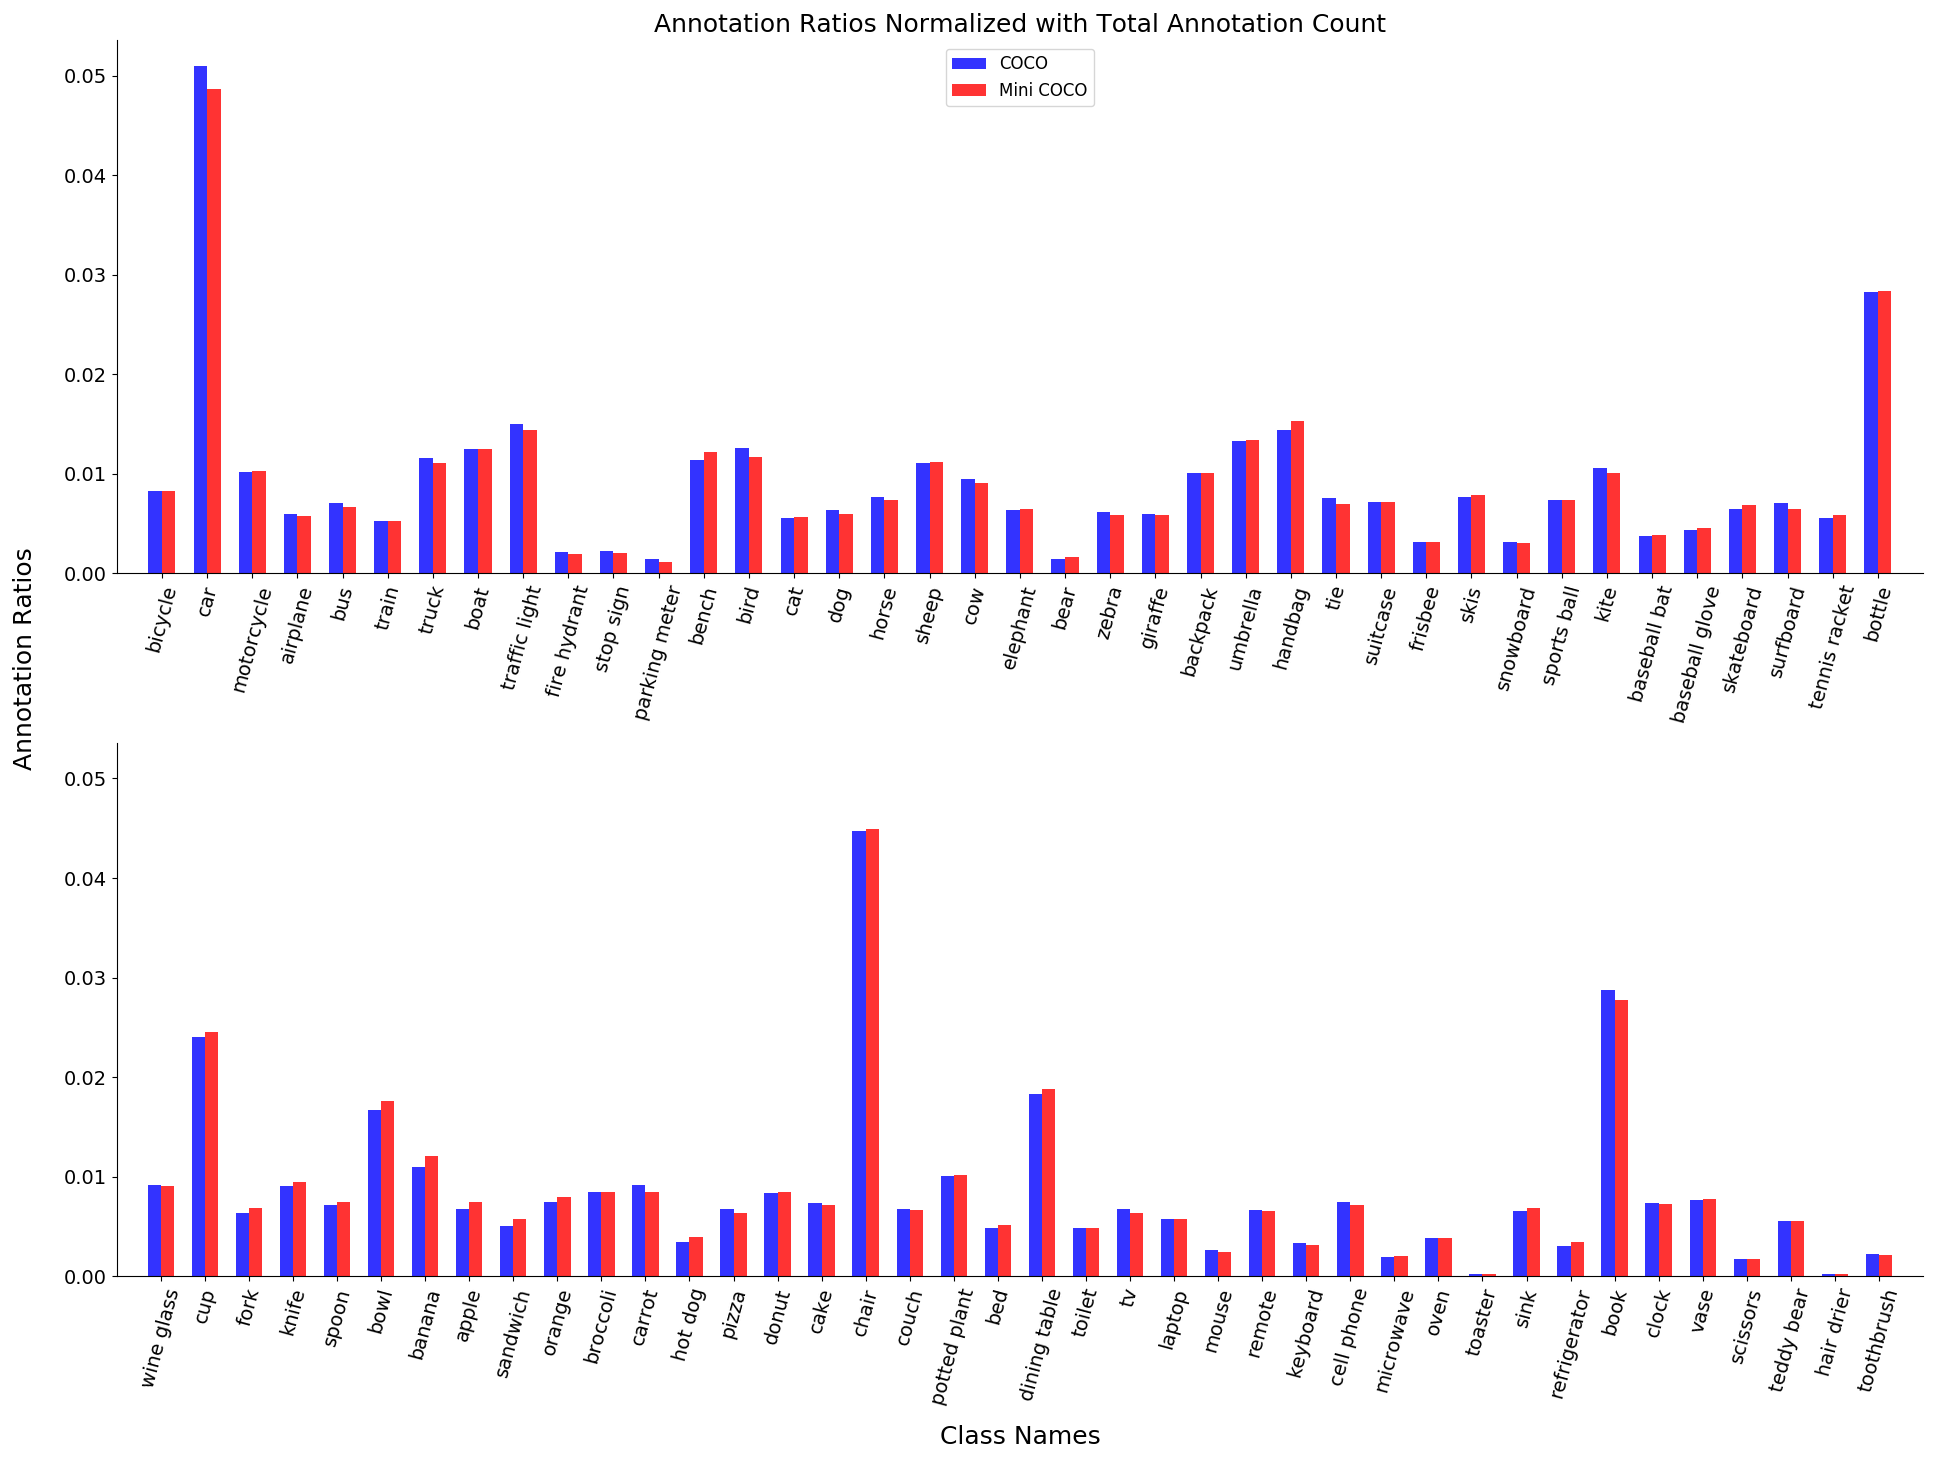 Annotation Ratios Normalized with Total Annotation Count
COCO
Mini COCO
Annotation Ratios
0.05
0.04
0.03
0.02
0.01
0.00
bicycle
car
motorcycle
airplane
bus
train
truck
boat
traffic light
fire hydrant
stop sign
parking meter
bench
bird
cat
dog
horse
sheep
cow
elephant
bear
zebra
giraffe
backpack
umbrella
handbag
tie
suitcase
frisbee
skis
snowboard
sports ball
kite
baseball bat
baseball glove
skateboard
surfboard
tennis racket
bottle
0.05
0.04
0.03
0.02
0.01
0.00
wine glass
cup
fork
knife
spoon
bowl
banana
apple
sandwich
orange
broccoli
carrot
hot dog
pizza
donut
cake
chair
couch
potted plant
bed
dining table
toilet
tv
laptop
mouse
remote
keyboard
cell phone
microwave
oven
toaster
sink
refrigerator
book
clock
vase
scissors
teddy bear
hair drier
toothbrush
Class Names